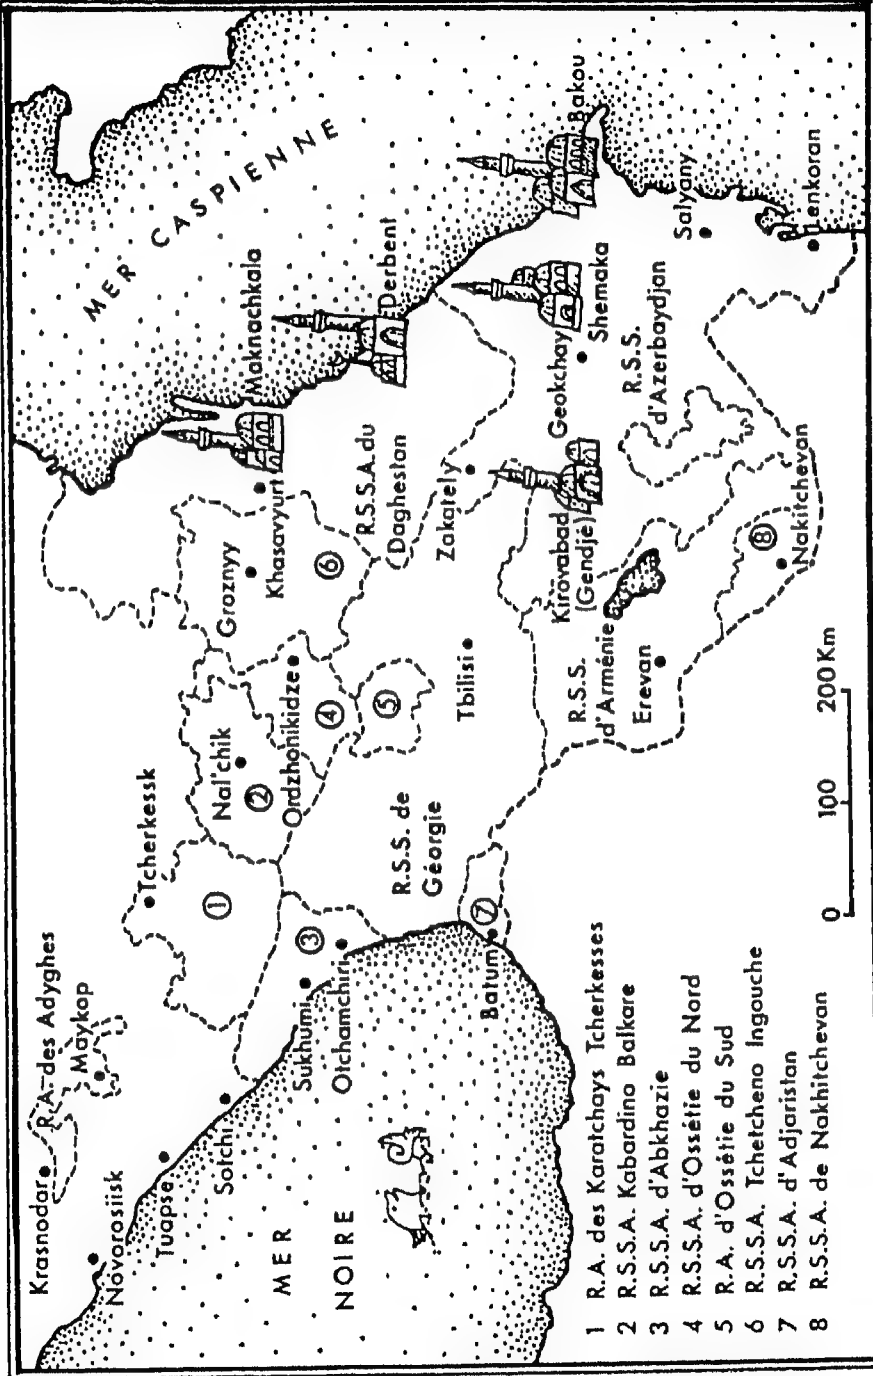 Krasnodar
R.A. des Adyghes
Maykop
Novorosiisk
Tuapse
Sotchi
Tcherkessk
1
Nal'chik
2
Ordzhonikidze
4
5
Groznyy
Khasavyurt
6
Maknachkala
MER CASPIENNE
Derbent
R.S.S.A. du
Daghestan
Sukhumi
3
Otchamchiri
MER
NOIRE
R.S.S. de
Géorgie
Tbilisi
Zakately
Batum
7
Kirovabad
(Gendjé)
Geokchay
Shemaka
Bakou
R.S.S.
d'Azerbaydjan
Salyany
Lenkoran
R.S.S.
d'Arménie
Erevan
8
Nakitchevan
1 R.A. des Karatchays Tcherkesses
2 R.S.S.A. Kabardino Balkare
3 R.S.S.A. d'Abkhazie
4 R.S.S.A. d'Ossétie du Nord
5 R.A. d'Ossétie du Sud
6 R.S.S.A. Tchetcheno Ingouche
7 R.S.S.A. d'Adjaristan
8 R.S.S.A. de Nakhitchevan
0 100 200 Km